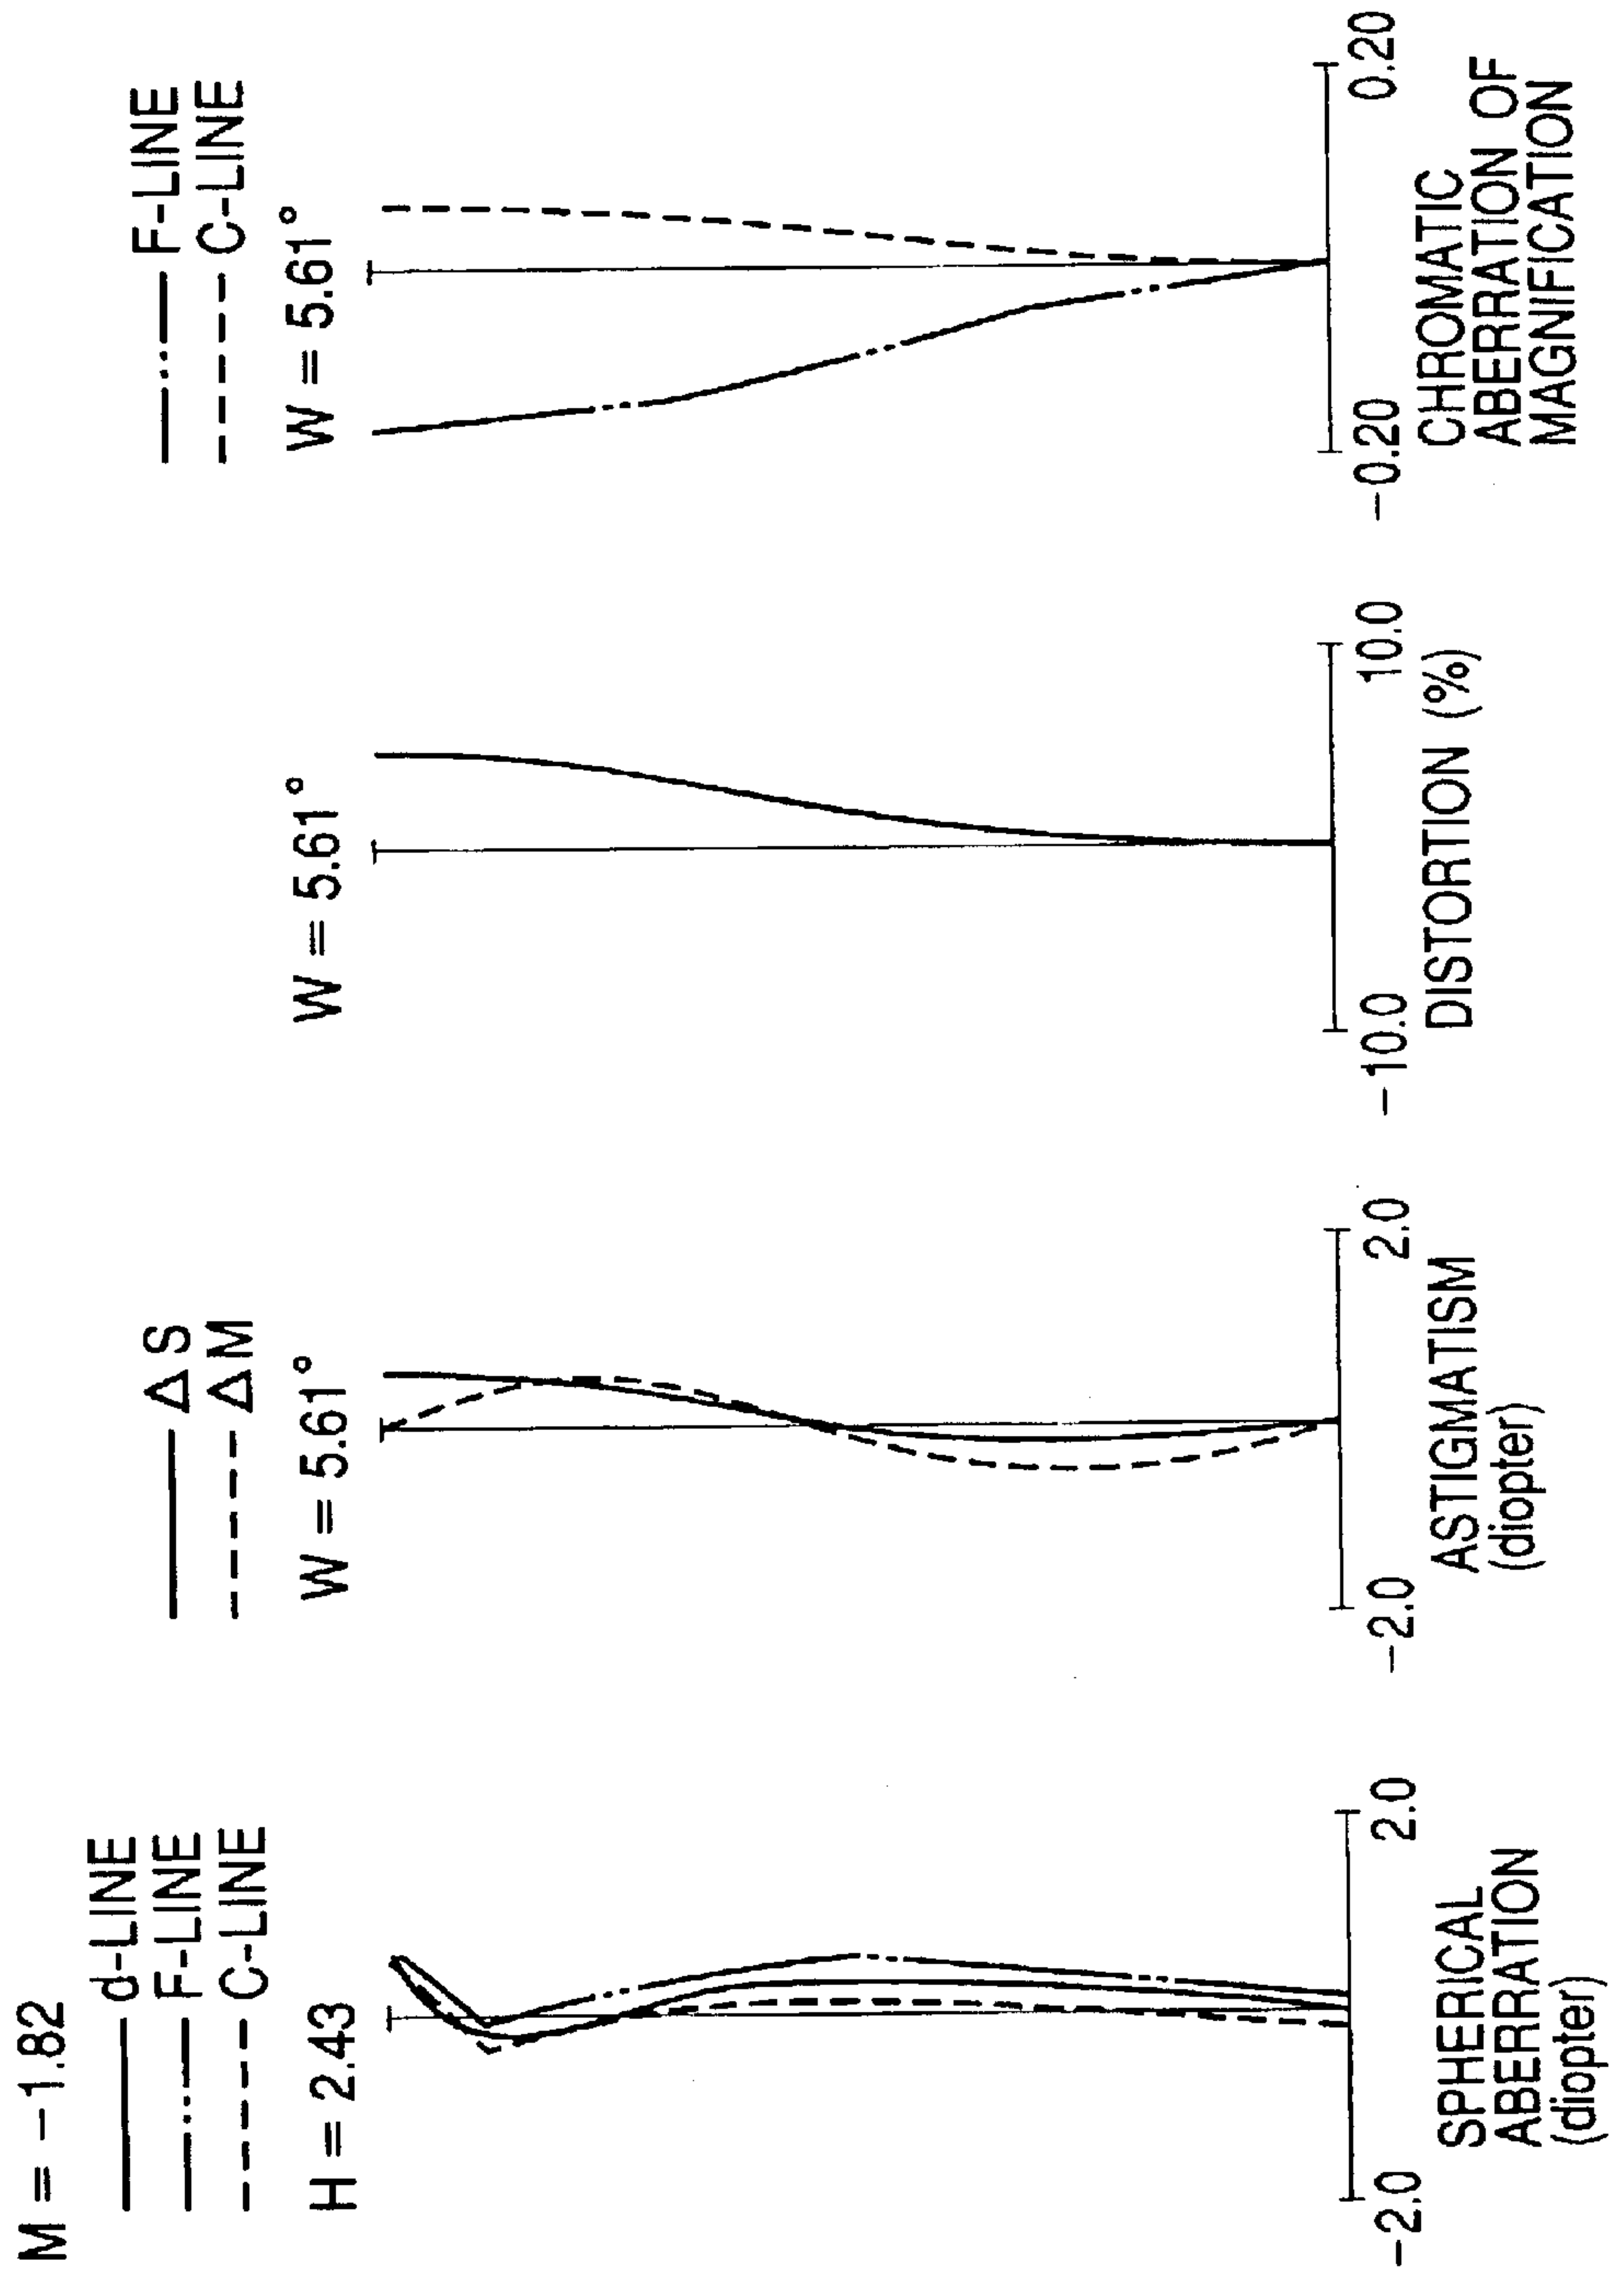 M = −1.82
d-LINE
F-LINE
C-LINE
H = 2.43
−2.0
2.0
SPHERICAL
ABERRATION
(diopter)
ΔS
ΔM
W = 5.61°
−2.0
2.0
ASTIGMATISM
(diopter)
W = 5.61°
−10.0
10.0
DISTORTION (%)
F-LINE
C-LINE
W = 5.61°
−0.20
0.20
CHROMATIC
ABERRATION OF
MAGNIFICATION